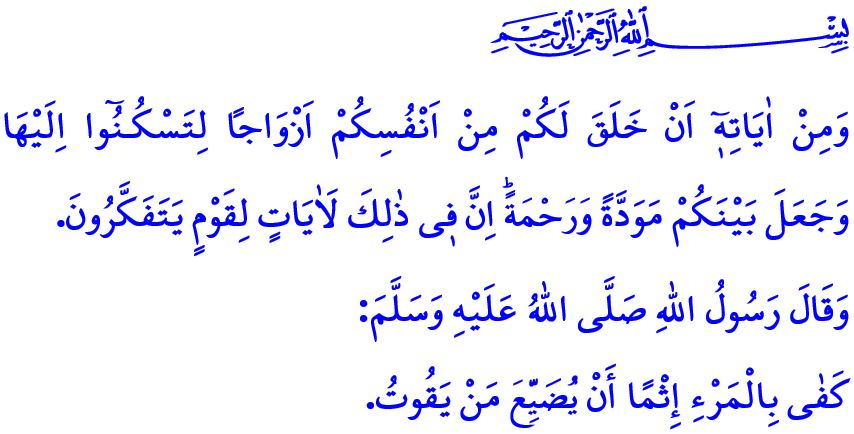 بِسْمِ اللّٰهِ الرَّحْمٰنِ الرَّحِيمِ
وَمِنْ اٰيَاتِهٖٓ اَنْ خَلَقَ لَكُمْ مِنْ اَنْفُسِكُمْ اَزْوَاجًا لِتَسْكُنُٓوا اِلَيْهَا
وَجَعَلَ بَيْنَكُمْ مَوَدَّةً وَرَحْمَةًۜ اِنَّ فٖى ذٰلِكَ لَاٰيَاتٍ لِقَوْمٍ يَتَفَكَّرُونَ.
وَقَالَ رَسُولُ اللّٰهِ صَلَّى اللّٰهُ عَلَيْهِ وَسَلَّمَ:
كَفٰى بِالْمَرْءِ إِثْمًا أَنْ يُضَيِّعَ مَنْ يَقُوتُ.